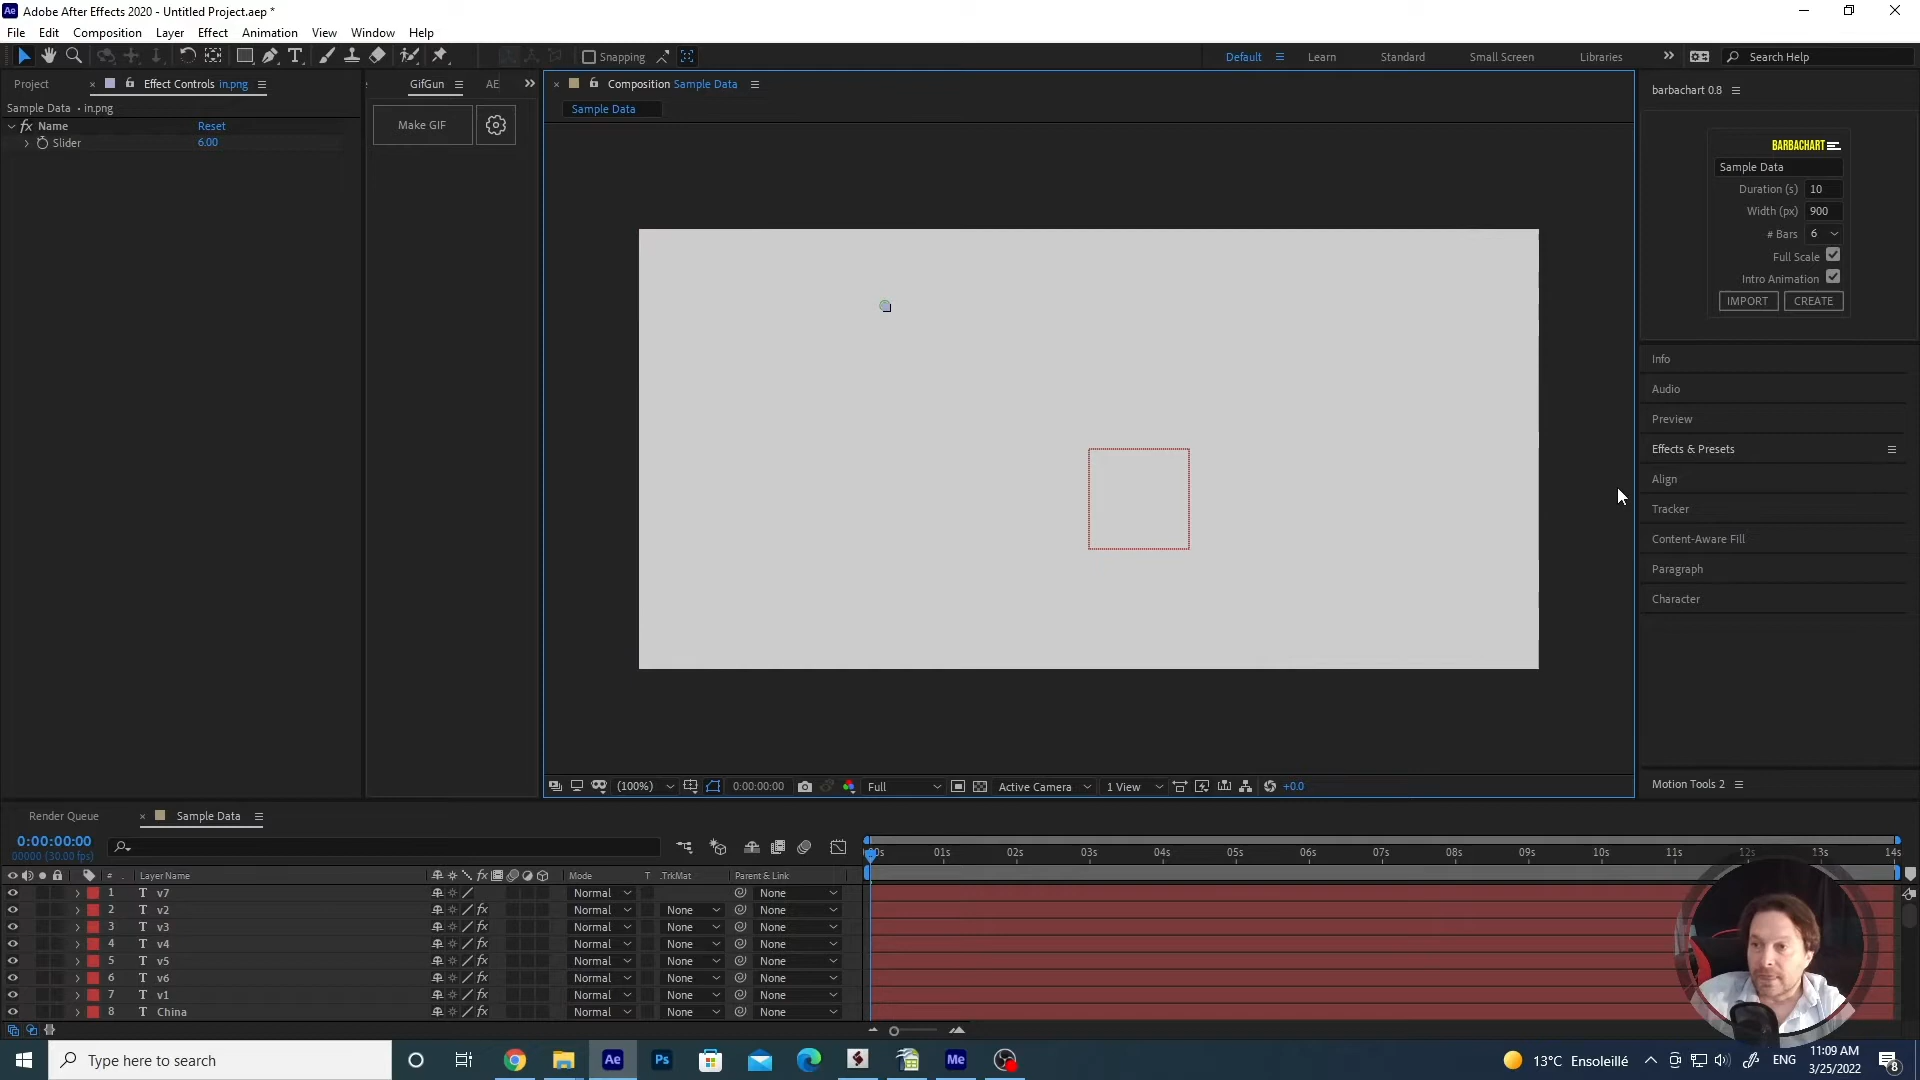 Adobe After Effects 2020 - Untitled Project.aep *
File Edit Composition Layer Effect Animation View Window Help
Snapping
Default Learn Standard Small Screen Libraries Search Help
Project Effect Controls in.png
GifGun AE
Composition Sample Data
barbachart 0.8
Sample Data • in.png
Sample Data
Name Reset
Slider 6.00
Make GIF
BARBACHART
Sample Data
Duration (s) 10
Width (px) 900
# Bars 6
Full Scale
Intro Animation
IMPORT CREATE
Info
Audio
Preview
Effects & Presets
Align
Tracker
Content-Aware Fill
Paragraph
Character
Motion Tools 2
(100%) 0:00:00:00 Full Active Camera 1 View +0.0
Render Queue Sample Data
0:00:00:00
00000 (30.00 fps)
01s 02s 03s 04s 05s 06s 07s 08s 09s 10s 11s 12s 13s 14s
# Layer Name Mode T .TrkMat Parent & Link
1 T v7 Normal None
2 T v2 Normal None None
3 T v3 Normal None None
4 T v4 Normal None None
5 T v5 Normal None None
6 T v6 Normal None None
7 T v1 Normal None None
8 T China Normal None None
Type here to search
Ae Ps Me
13°C Ensoleillé ENG
11:09 AM
3/25/2022
8